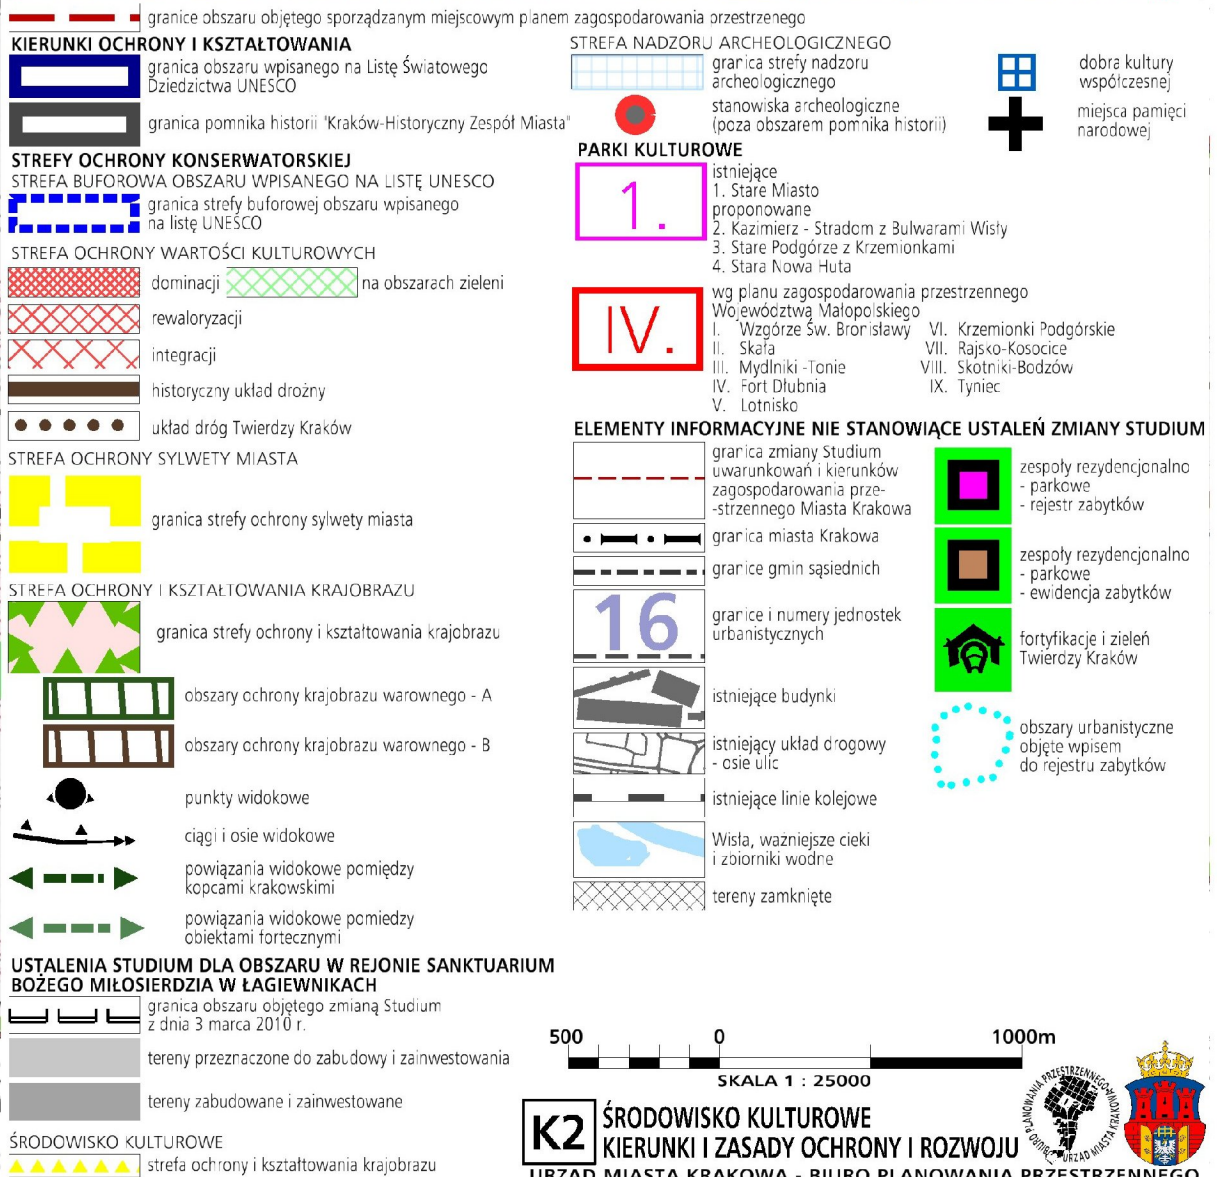 granice obszaru objętego sporządzanym miejscowym planem zagospodarowania przestrzenego
KIERUNKI OCHRONY I KSZTAŁTOWANIA
granica obszaru wpisanego na Listę Światowego
Dziedzictwa UNESCO
granica pomnika historii "Kraków-Historyczny Zespół Miasta"
STREFY OCHRONY KONSERWATORSKIEJ
STREFA BUFOROWA OBSZARU WPISANEGO NA LISTĘ UNESCO
granica strefy buforowej obszaru wpisanego
na listę UNESCO
STREFA OCHRONY WARTOŚCI KULTUROWYCH
dominacji
na obszarach zieleni
rewaloryzacji
integracji
historyczny układ drożny
układ dróg Twierdzy Kraków
STREFA OCHRONY SYLWETY MIASTA
granica strefy ochrony sylwety miasta
STREFA OCHRONY I KSZTAŁTOWANIA KRAJOBRAZU
granica strefy ochrony i kształtowania krajobrazu
obszary ochrony krajobrazu warownego - A
obszary ochrony krajobrazu warownego - B
punkty widokowe
ciągi i osie widokowe
powiązania widokowe pomiędzy
kopcami krakowskimi
powiązania widokowe pomiedzy
obiektami fortecznymi
USTALENIA STUDIUM DLA OBSZARU W REJONIE SANKTUARIUM
BOŻEGO MIŁOSIERDZIA W ŁAGIEWNIKACH
granica obszaru objętego zmianą Studium
z dnia 3 marca 2010 r.
tereny przeznaczone do zabudowy i zainwestowania
tereny zabudowane i zainwestowane
ŚRODOWISKO KULTUROWE
strefa ochrony i kształtowania krajobrazu
STREFA NADZORU ARCHEOLOGICZNEGO
granica strefy nadzoru
archeologicznego
stanowiska archeologiczne
(poza obszarem pomnika historii)
dobra kultury
współczesnej
miejsca pamięci
narodowej
PARKI KULTUROWE
1.
istniejące
1. Stare Miasto
proponowane
2. Kazimierz - Stradom z Bulwarami Wisły
3. Stare Podgórze z Krzemionkami
4. Stara Nowa Huta
IV.
wg planu zagospodarowania przestrzennego
Województwa Małopolskiego
I. Wzgórze Św. Bronisławy VI. Krzemionki Podgórskie
II. Skała VII. Rajsko-Kosocice
III. Mydlniki -Tonie VIII. Skotniki-Bodzów
IV. Fort Dłubnia IX. Tyniec
V. Lotnisko
ELEMENTY INFORMACYJNE NIE STANOWIĄCE USTALEŃ ZMIANY STUDIUM
granica zmiany Studium
uwarunkowań i kierunków
zagospodarowania prze-
-strzennego Miasta Krakowa
granica miasta Krakowa
granice gmin sąsiednich
16
granice i numery jednostek
urbanistycznych
istniejące budynki
istniejący układ drogowy
- osie ulic
istniejące linie kolejowe
Wisła, ważniejsze cieki
i zbiorniki wodne
tereny zamknięte
zespoły rezydencjonalno
- parkowe
- rejestr zabytków
zespoły rezydencjonalno
- parkowe
- ewidencja zabytków
fortyfikacje i zieleń
Twierdzy Kraków
obszary urbanistyczne
objęte wpisem
do rejestru zabytków
500 0 1000m
SKALA 1 : 25000
K2
ŚRODOWISKO KULTUROWE
KIERUNKI I ZASADY OCHRONY I ROZWOJU
BIURO PLANOWANIA PRZESTRZENNEGO
URZĄD MIASTA KRAKOWA
URZĄD MIASTA KRAKOWA - BIURO PLANOWANIA PRZESTRZENNEGO